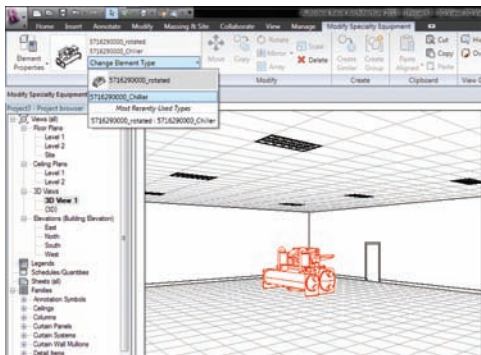 Home Insert Annotate Modify Massing & Site Collaborate View Manage Modify Specialty Equipment
Element
Properties
5716290000_rotated
5716290000_Chiller
Change Element Type
Move Copy
Rotate
Mirror
Array
Scale
Delete
Create
Similar
Create
Group
Paste
Aligned
Cut
Copy
Paste
Modify Create Clipboard
5716290000_rotated
5716290000_Chiller
Most Recently Used Types
5716290000_rotated : 5716290000_Chiller
Modify Specialty Equipment
Project3 - Project browser
Views (all)
Floor Plans
Level 1
Level 2
Site
Ceiling Plans
Level 1
Level 2
3D Views
3D View 1
{3D}
Elevations (Building Elevation)
East
North
South
West
Legends
Schedules/Quantities
Sheets (all)
Families
Annotation Symbols
Ceilings
Columns
Curtain Panels
Curtain Systems
Curtain Wall Mullions
Detail Items